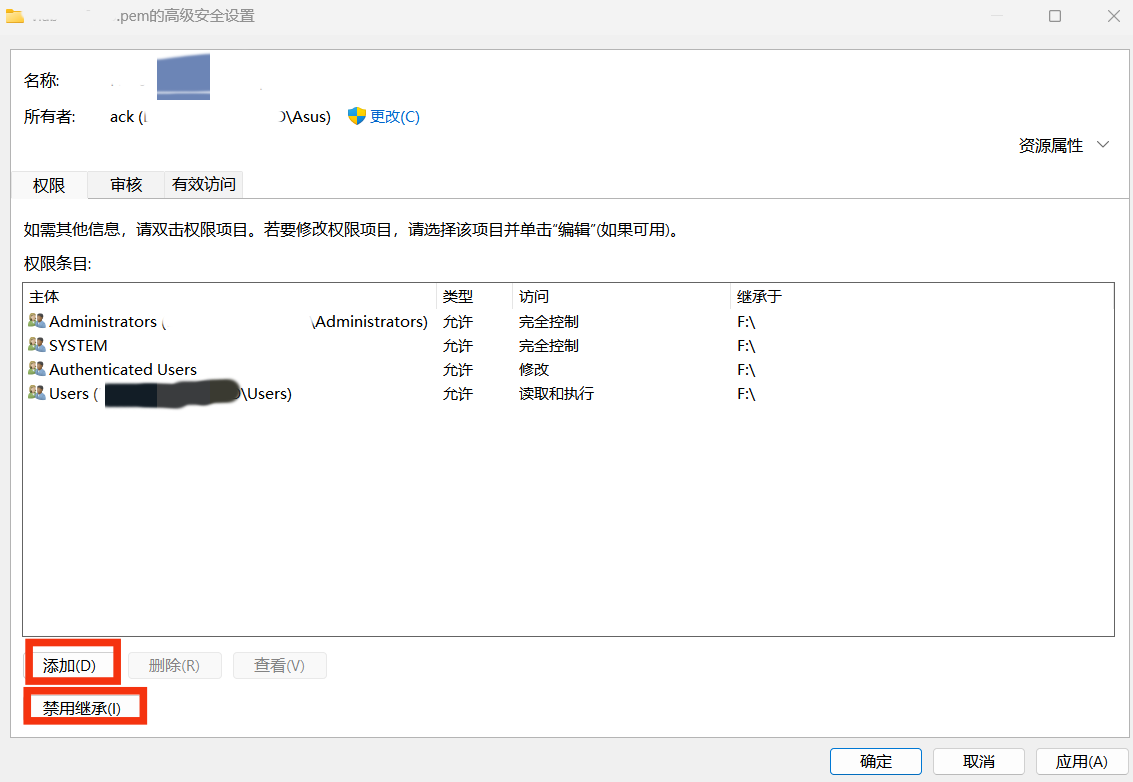 .pem的高级安全设置
名称:
所有者: ack ( \Asus) 更改(C)
资源属性
权限 审核 有效访问
如需其他信息，请双击权限项目。若要修改权限项目，请选择该项目并单击“编辑”(如果可用)。
权限条目:
主体 类型 访问 继承于
Administrators ( \Administrators) 允许 完全控制 F:\
SYSTEM 允许 完全控制 F:\
Authenticated Users 允许 修改 F:\
Users ( \Users) 允许 读取和执行 F:\
添加(D) 删除(R) 查看(V)
禁用继承(I)
确定 取消 应用(A)